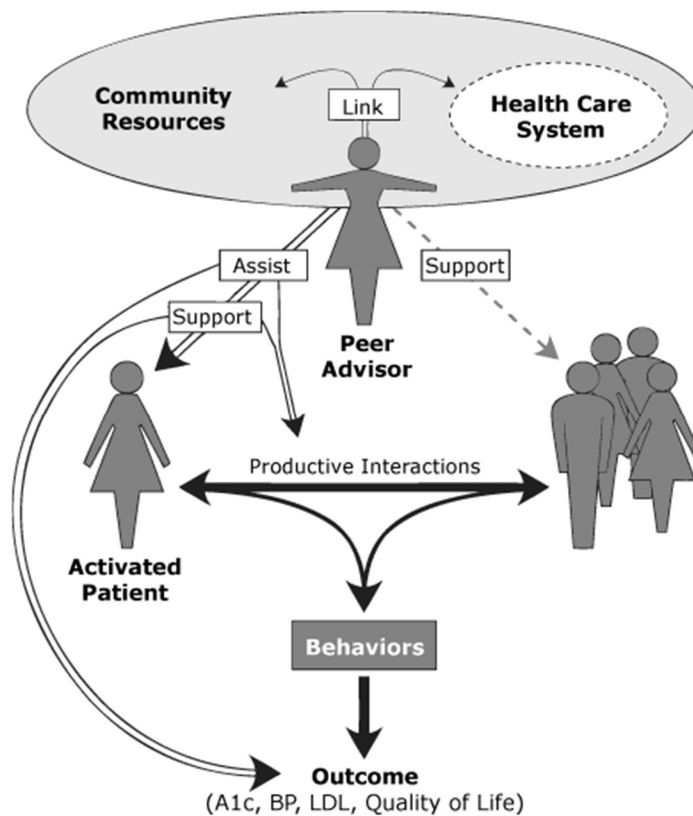 Community
Resources
Link
Health Care
System
Assist
Support
Support
Peer
Advisor
Productive Interactions
Activated
Patient
Behaviors
Outcome
(A1c, BP, LDL, Quality of Life)